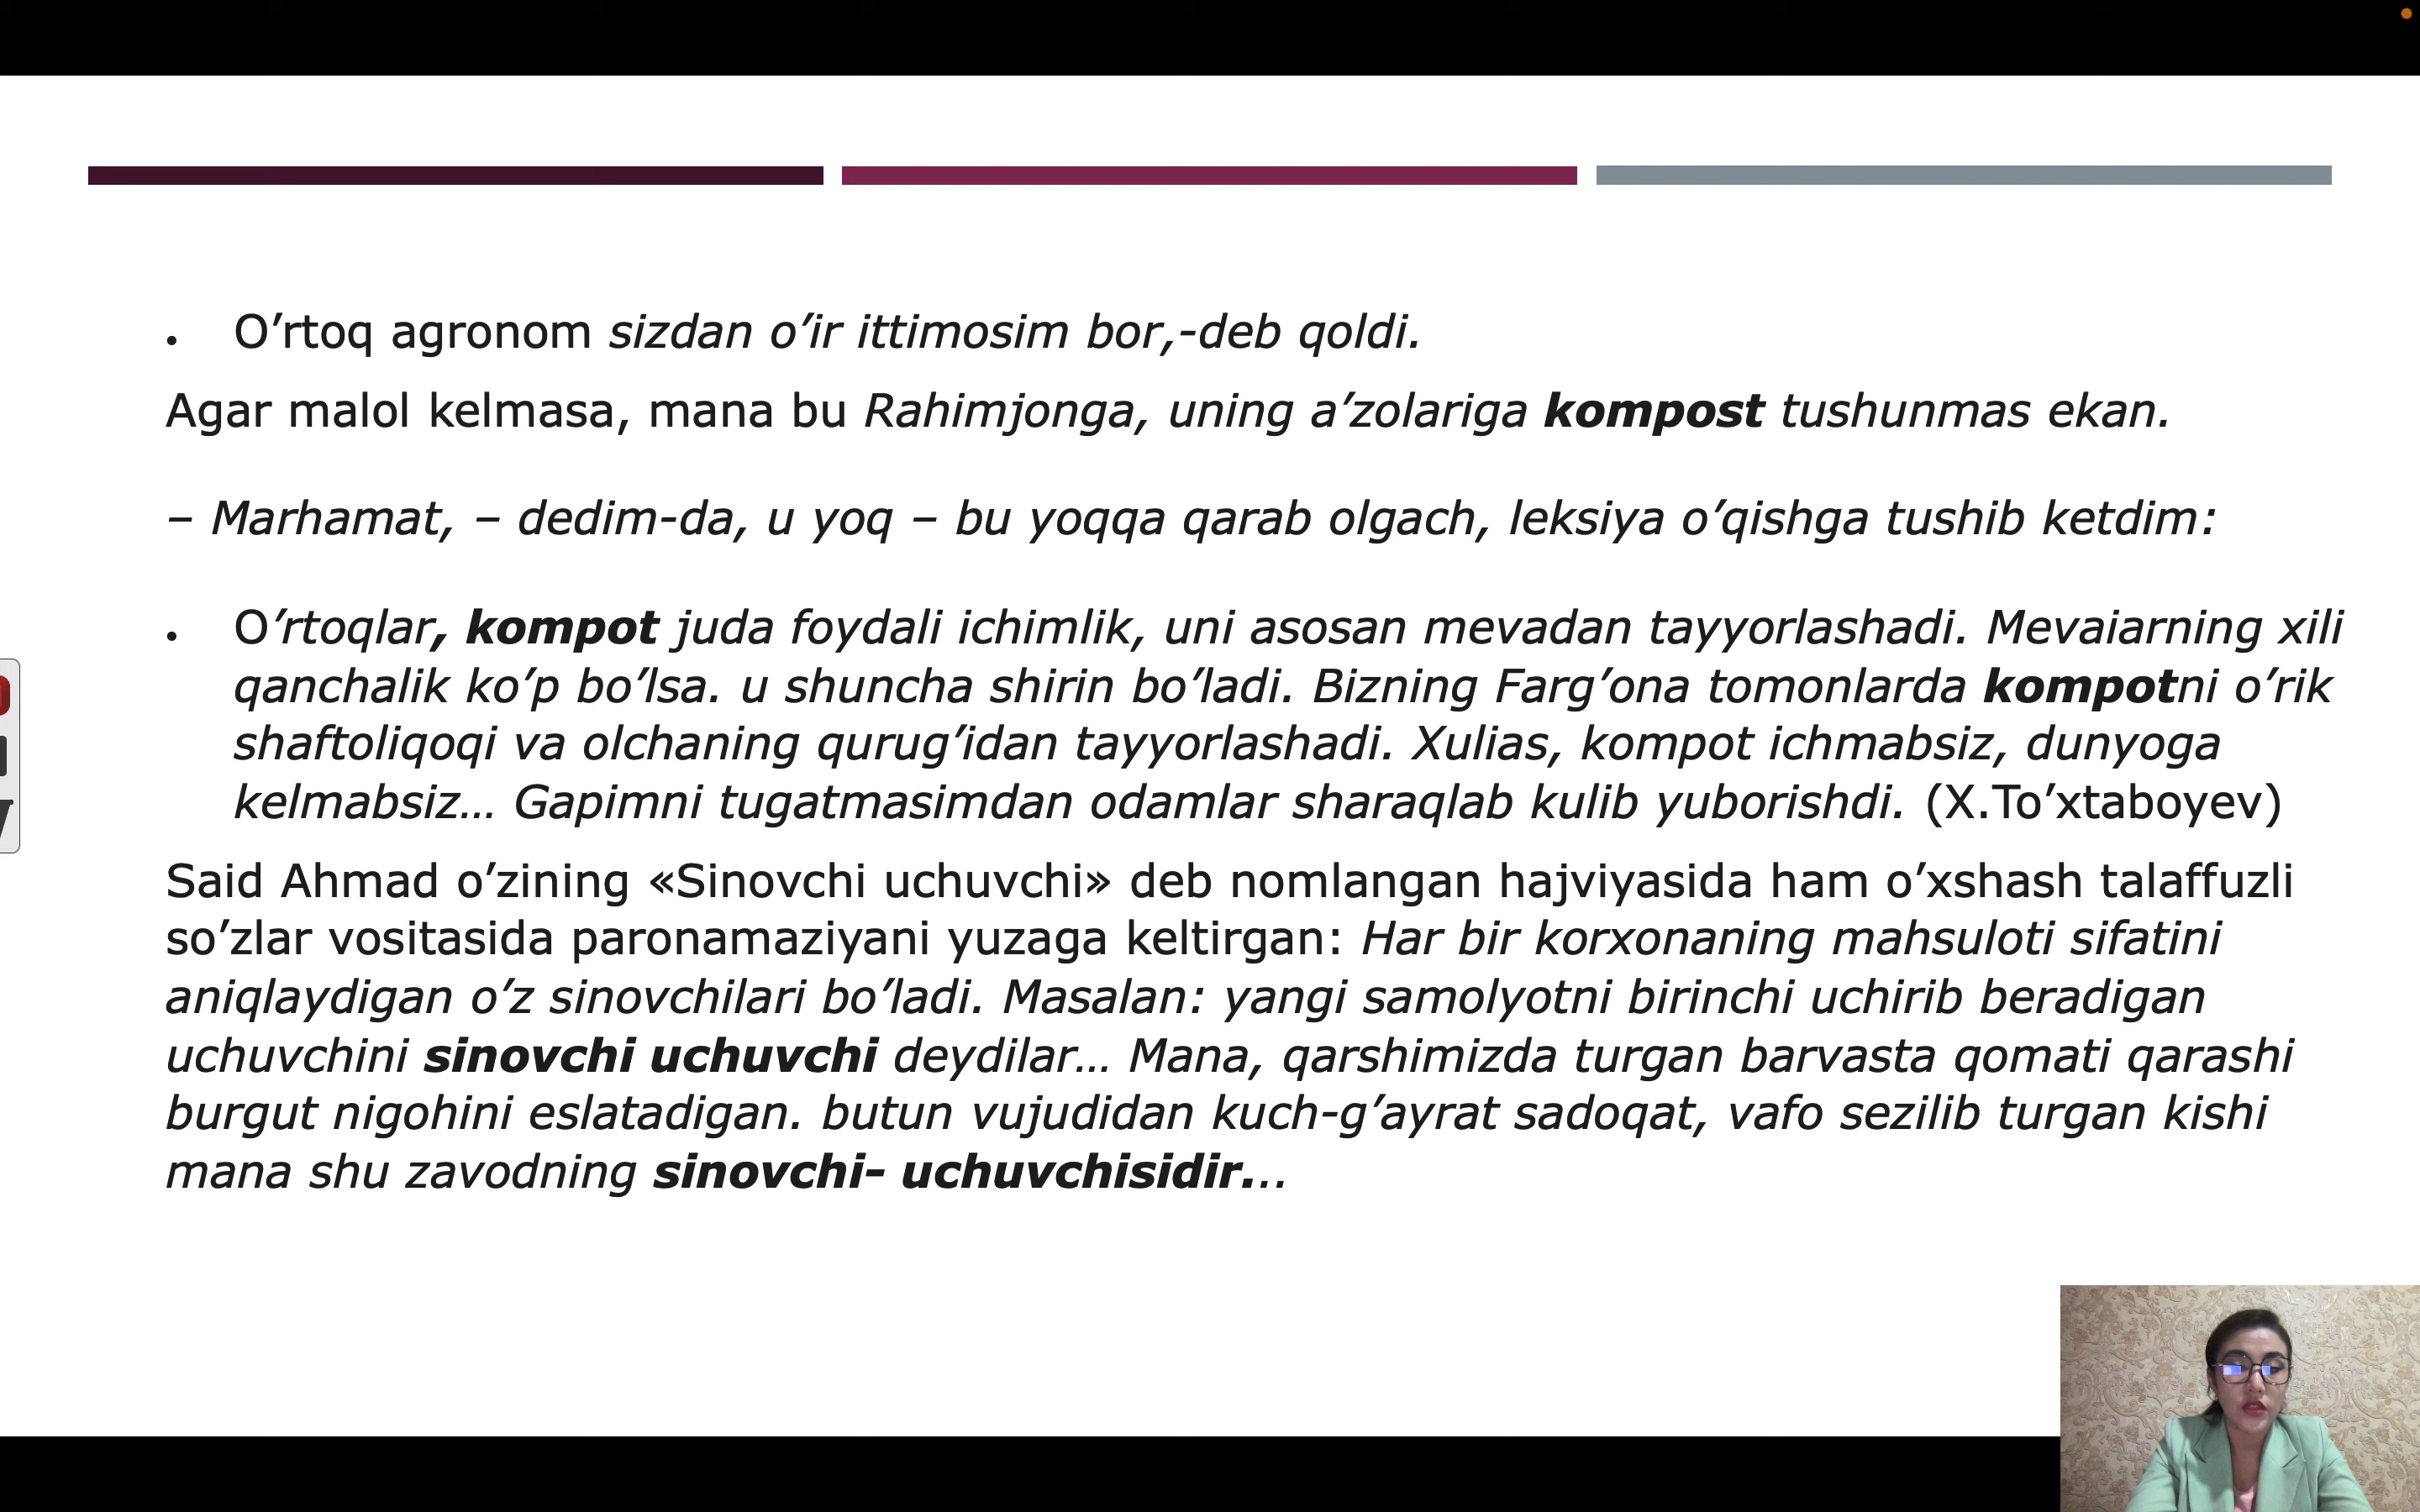 • O’rtoq agronom sizdan o’ir ittimosim bor,-deb qoldi.
Agar malol kelmasa, mana bu Rahimjonga, uning a’zolariga kompost tushunmas ekan.
– Marhamat, – dedim-da, u yoq – bu yoqqa qarab olgach, leksiya o’qishga tushib ketdim:
• O’rtoqlar, kompot juda foydali ichimlik, uni asosan mevadan tayyorlashadi. Mevaiarning xili
qanchalik ko’p bo’lsa. u shuncha shirin bo’ladi. Bizning Farg’ona tomonlarda kompotni o’rik
shaftoliqoqi va olchaning qurug’idan tayyorlashadi. Xulias, kompot ichmabsiz, dunyoga
kelmabsiz… Gapimni tugatmasimdan odamlar sharaqlab kulib yuborishdi. (X.To’xtaboyev)
Said Ahmad o’zining «Sinovchi uchuvchi» deb nomlangan hajviyasida ham o’xshash talaffuzli
so’zlar vositasida paronamaziyani yuzaga keltirgan: Har bir korxonaning mahsuloti sifatini
aniqlaydigan o’z sinovchilari bo’ladi. Masalan: yangi samolyotni birinchi uchirib beradigan
uchuvchini sinovchi uchuvchi deydilar… Mana, qarshimizda turgan barvasta qomati qarashi
burgut nigohini eslatadigan. butun vujudidan kuch-g’ayrat sadoqat, vafo sezilib turgan kishi
mana shu zavodning sinovchi- uchuvchisidir...